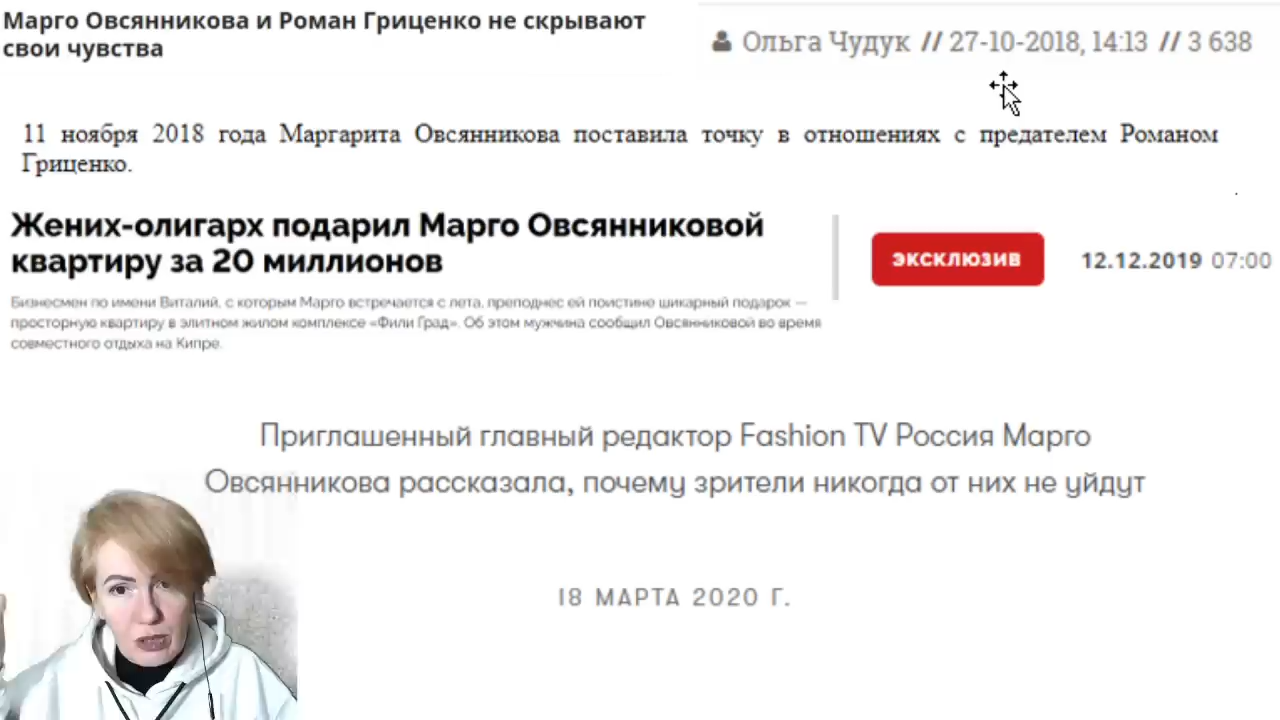 Марго Овсянникова и Роман Гриценко не скрывают
свои чувства
Ольга Чудук // 27-10-2018, 14:13 // 3 638
11 ноября 2018 года Маргарита Овсянникова поставила точку в отношениях с предателем Романом
Гриценко.
Жених-олигарх подарил Марго Овсянниковой
квартиру за 20 миллионов
ЭКСКЛЮЗИВ
12.12.2019 07:00
Бизнесмен по имени Виталий, с которым Марго встречается с лета, преподнес ей поистине шикарный подарок —
просторную квартиру в элитном жилом комплексе «Фили Град». Об этом мужчина сообщил Овсянниковой во время
совместного отдыха на Кипре.
Приглашенный главный редактор Fashion TV Россия Марго
Овсянникова рассказала, почему зрители никогда от них не уйдут
18 МАРТА 2020 Г.